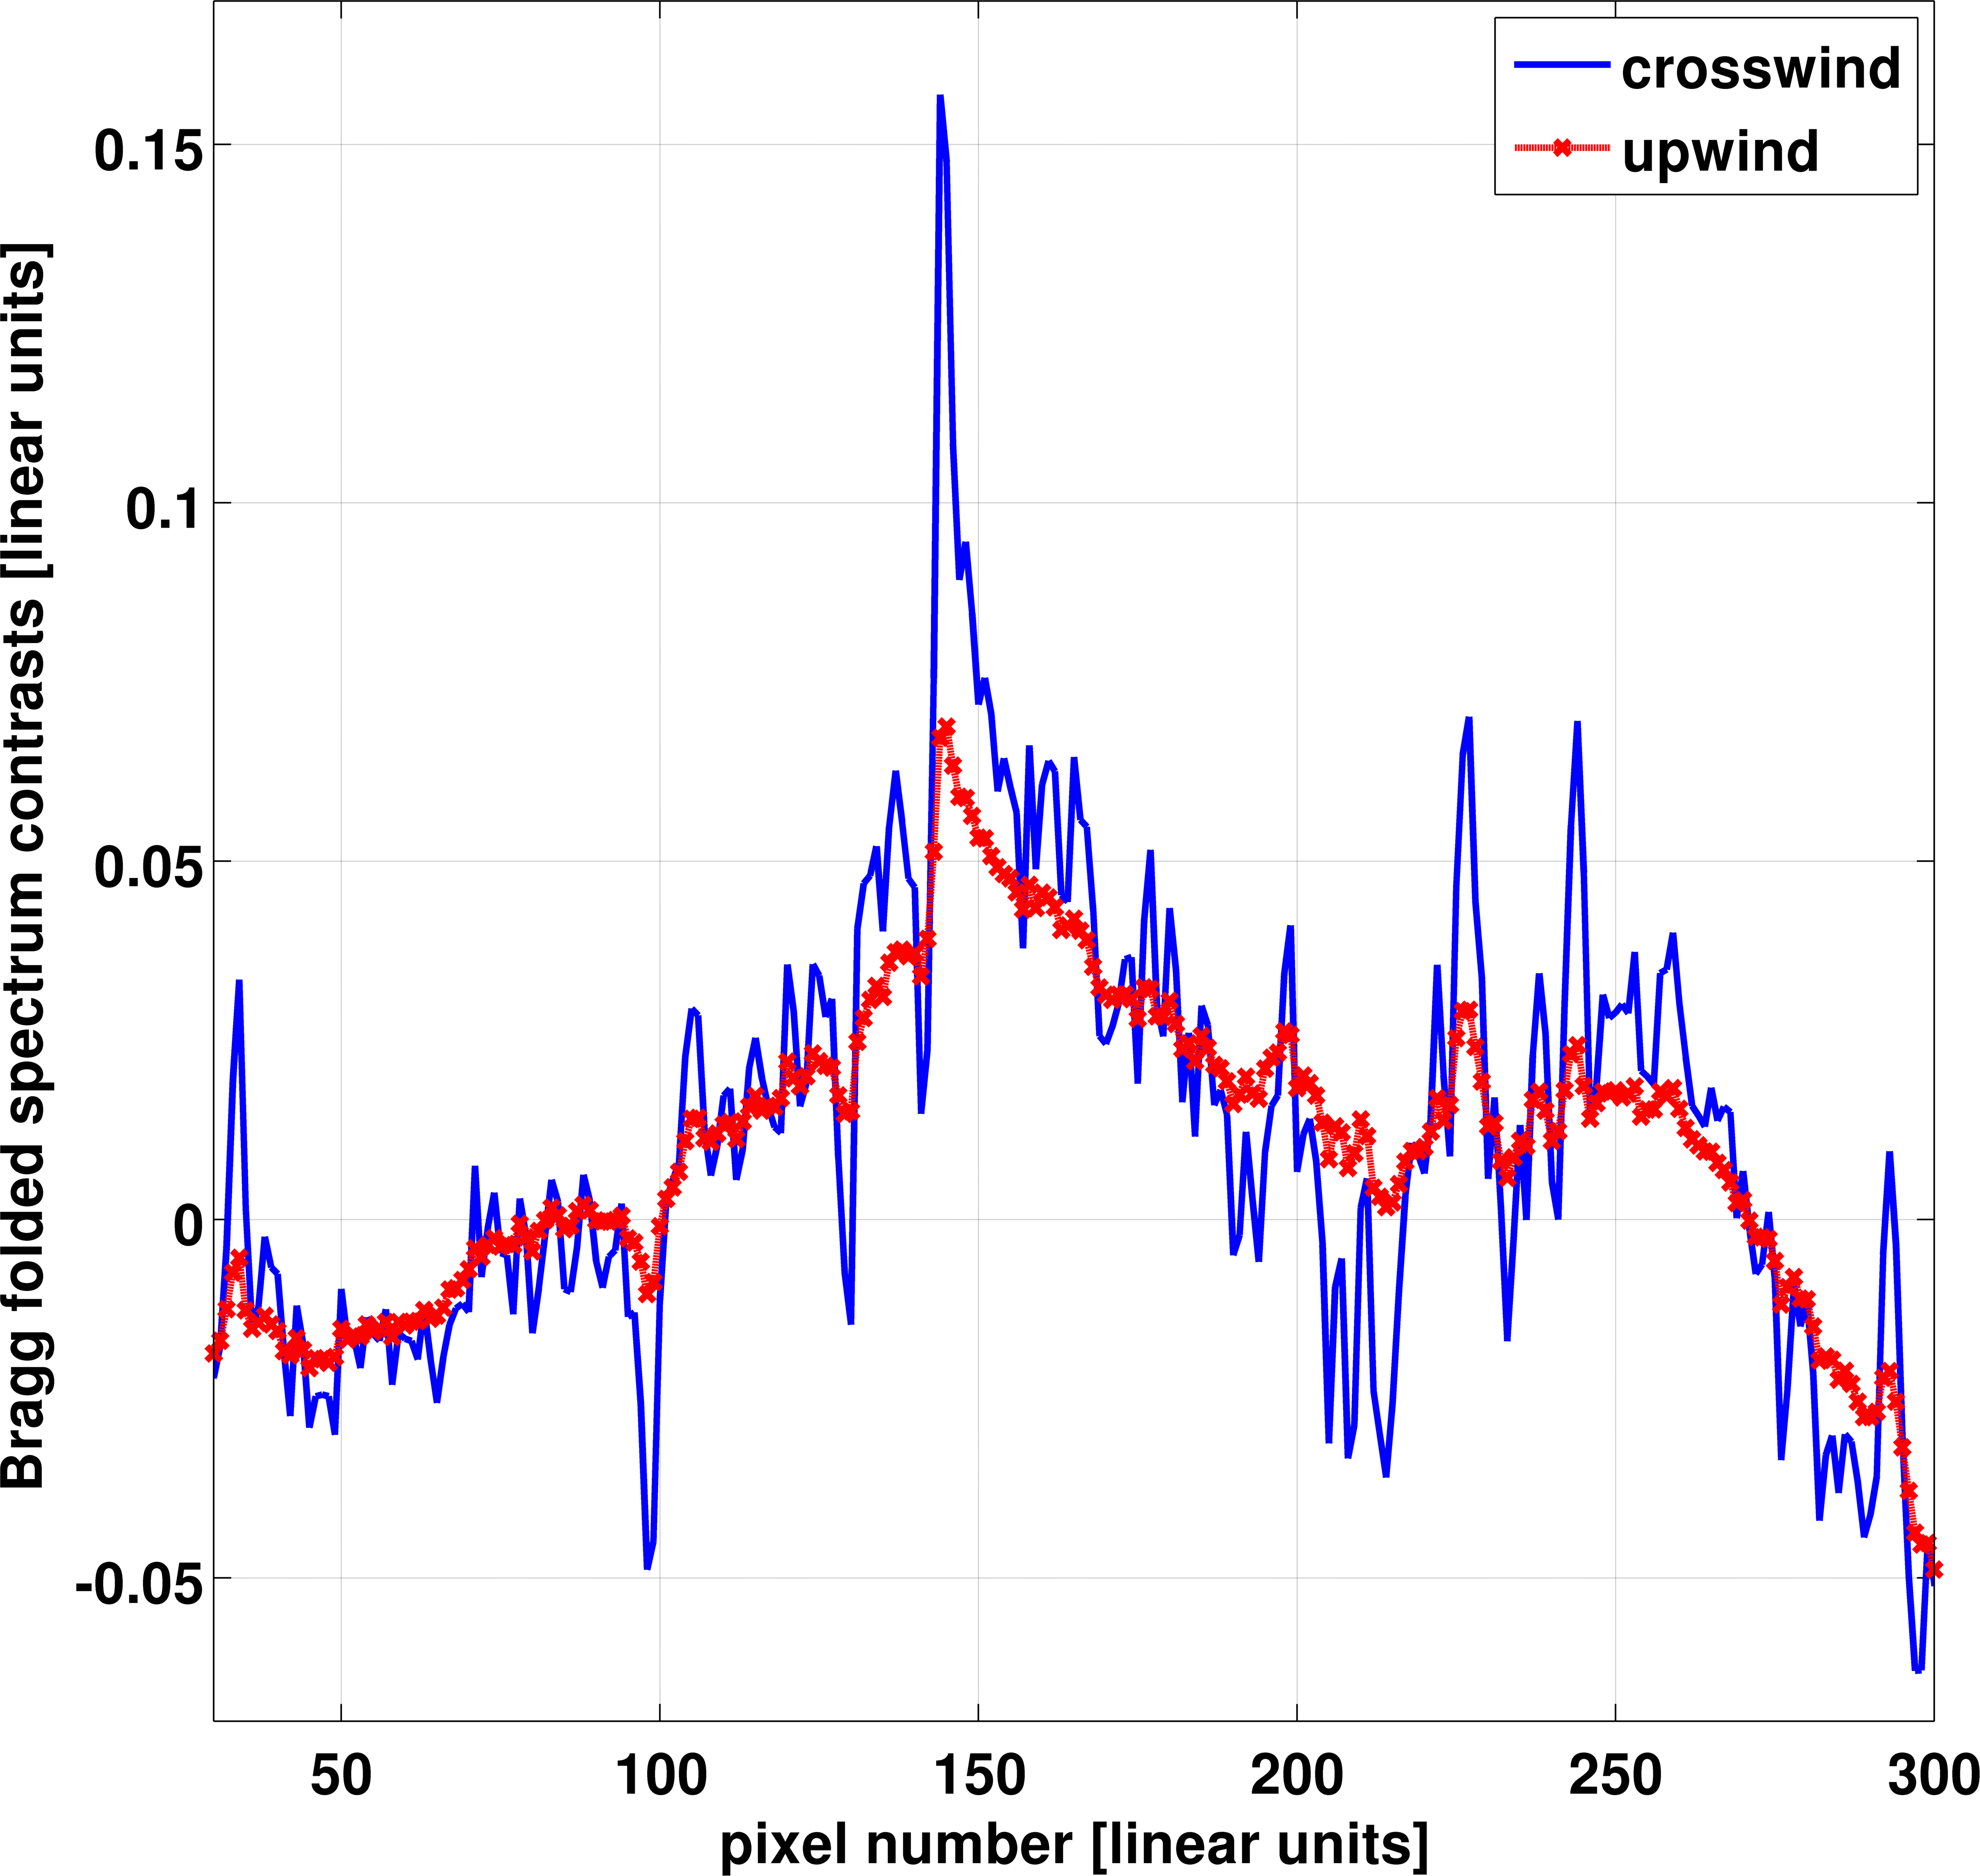 crosswind
upwind
Bragg folded spectrum contrasts [linear units]
0.15
0.1
0.05
0
-0.05
50 100 150 200 250 300
pixel number [linear units]